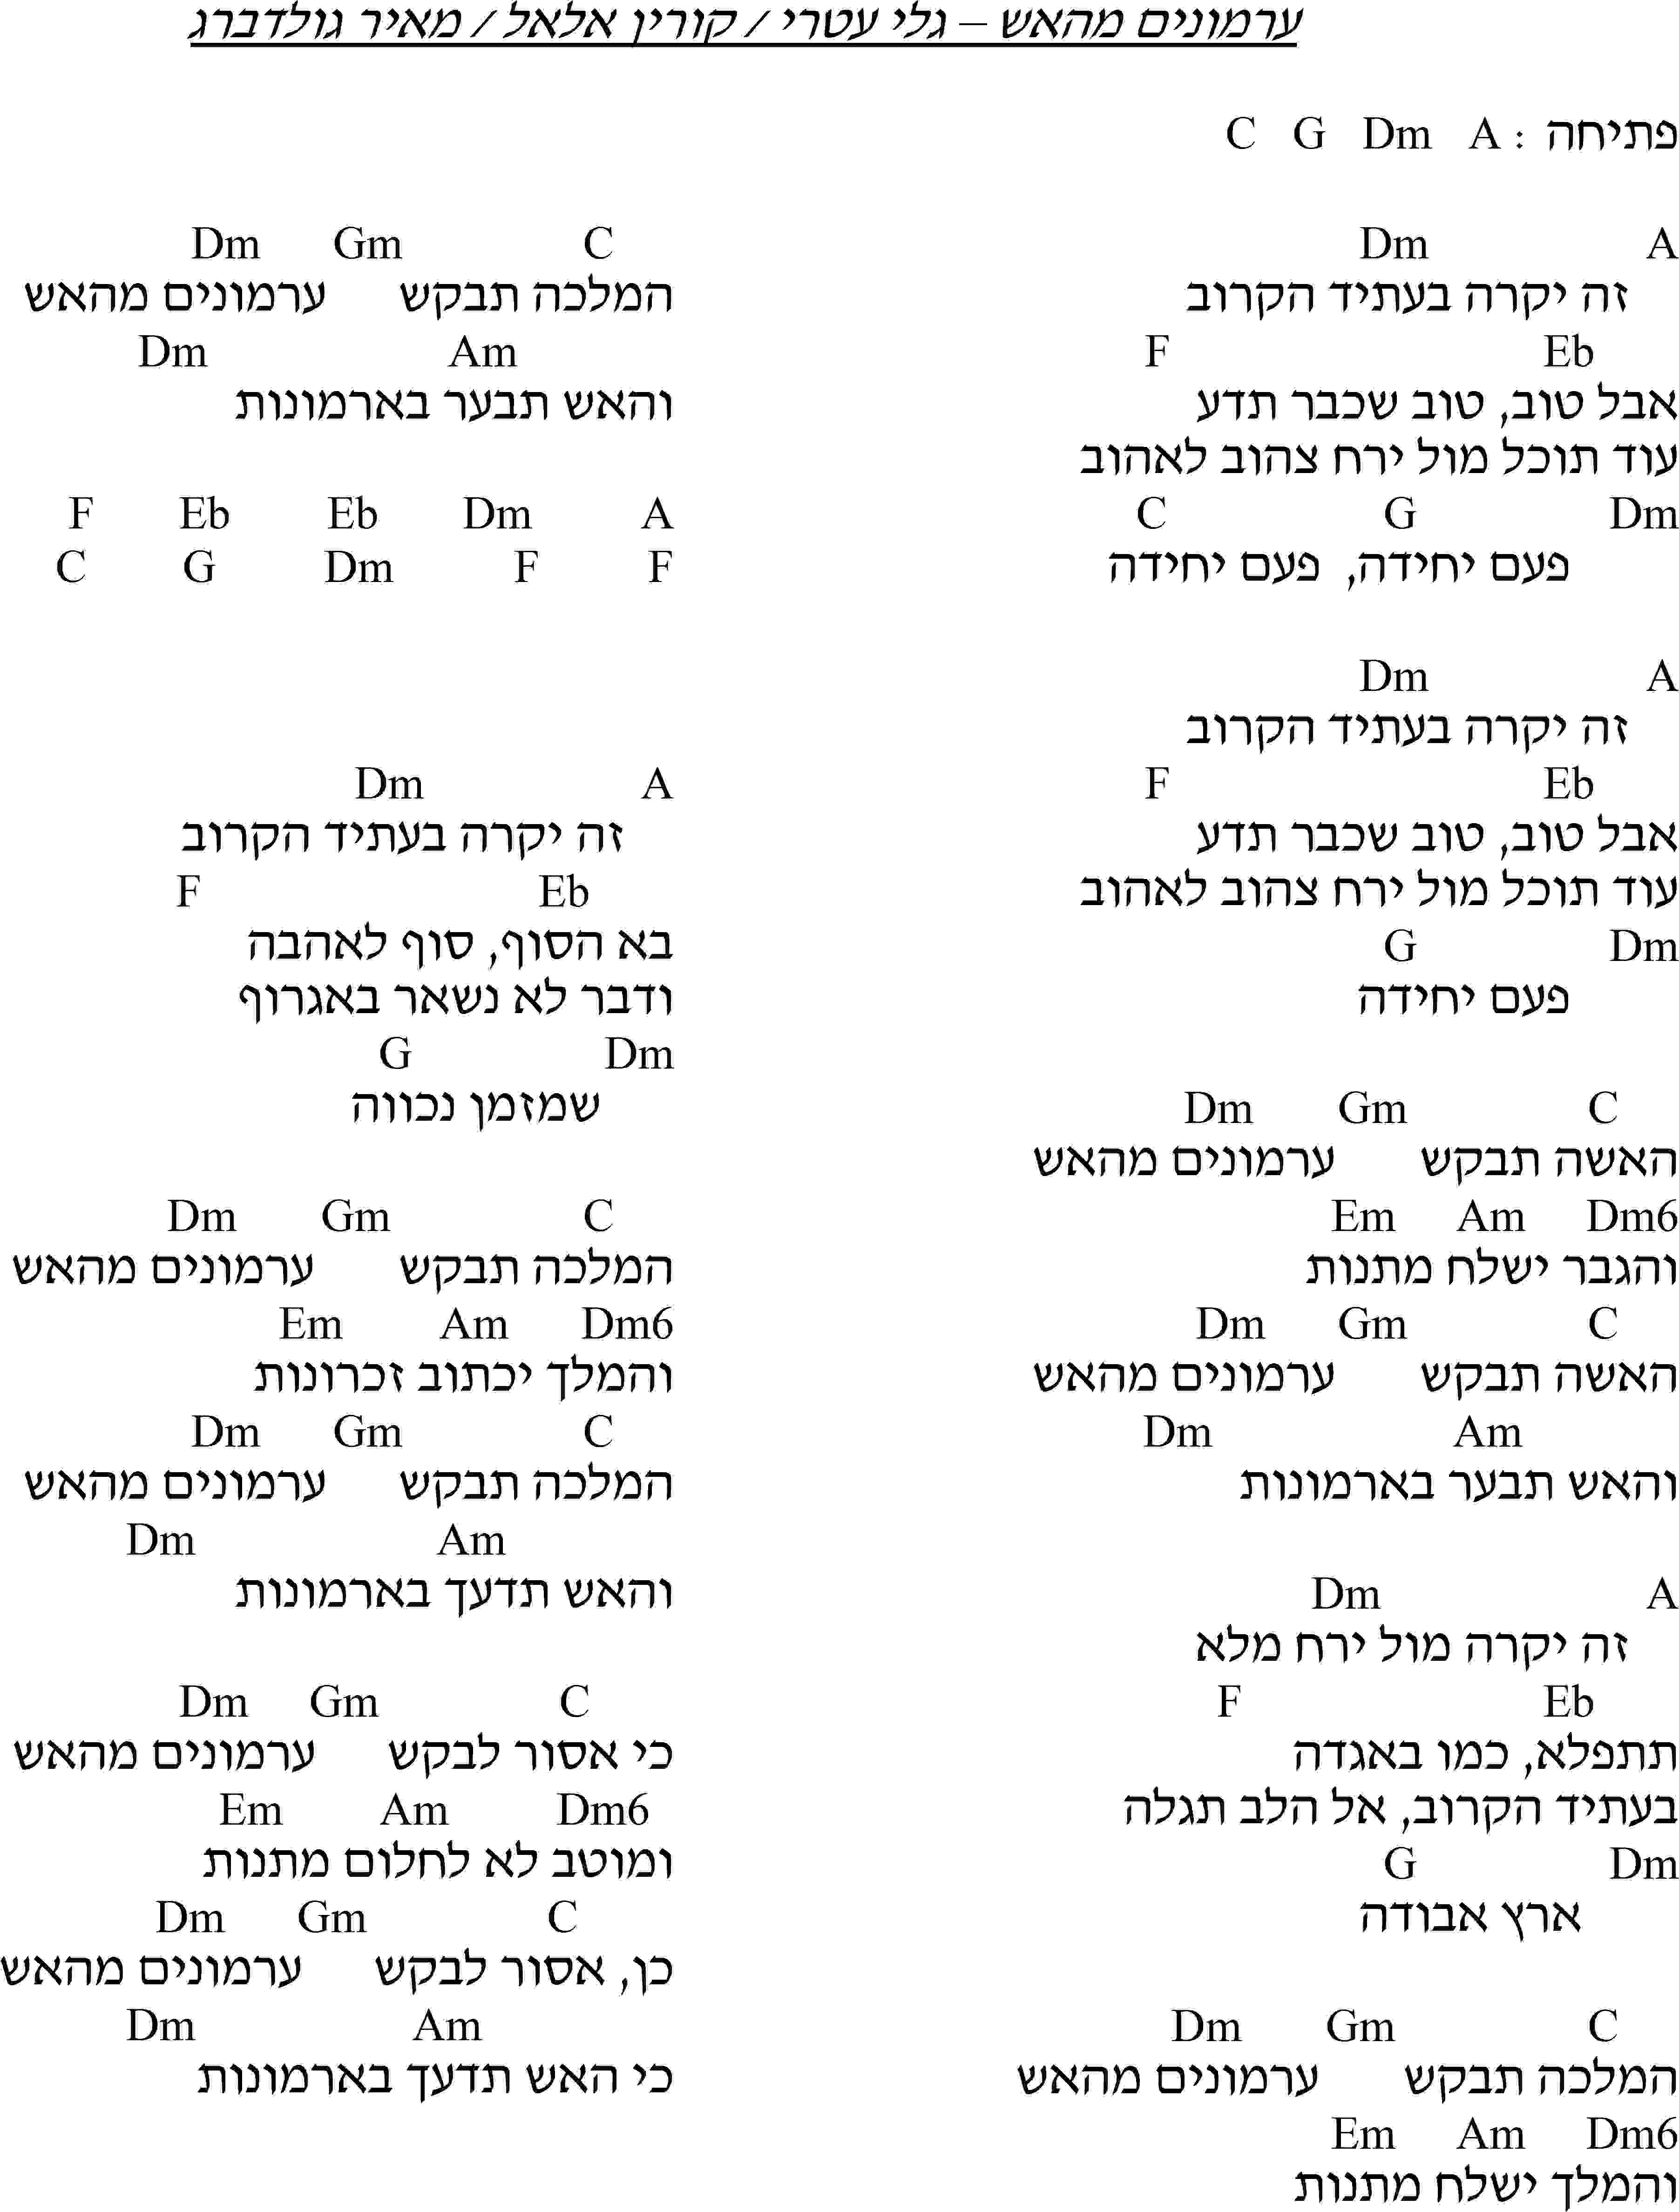 ערמונים מהאש – גלי עטרי / קורין אלאל / מאיר גולדברג
פתיחה : C G Dm A
Dm A
זה יקרה בעתיד הקרוב
F Eb
אבל טוב, טוב שכבר תדע
עוד תוכל מול ירח צהוב לאהוב
C G Dm
פעם יחידה, פעם יחידה
Dm A
זה יקרה בעתיד הקרוב
F Eb
אבל טוב, טוב שכבר תדע
עוד תוכל מול ירח צהוב לאהוב
G Dm
פעם יחידה
Dm Gm C
האשה תבקש ערמונים מהאש
Em Am Dm6
והגבר ישלח מתנות
Dm Gm C
האשה תבקש ערמונים מהאש
Dm Am
והאש תבער בארמונות
Dm A
זה יקרה מול ירח מלא
F Eb
תתפלא, כמו באגדה
בעתיד הקרוב, אל הלב תגלה
G Dm
ארץ אבודה
Dm Gm C
המלכה תבקש ערמונים מהאש
Em Am Dm6
והמלך ישלח מתנות
Dm Gm C
המלכה תבקש ערמונים מהאש
Dm Am
והאש תבער בארמונות
F Eb Eb Dm A
C G Dm F F
Dm A
זה יקרה בעתיד הקרוב
F Eb
בא הסוף, סוף לאהבה
ודבר לא נשאר באגרוף
G Dm
שמזמן נכווה
Dm Gm C
המלכה תבקש ערמונים מהאש
Em Am Dm6
והמלך יכתוב זכרונות
Dm Gm C
המלכה תבקש ערמונים מהאש
Dm Am
והאש תדעך בארמונות
Dm Gm C
כי אסור לבקש ערמונים מהאש
Em Am Dm6
ומוטב לא לחלום מתנות
Dm Gm C
כן, אסור לבקש ערמונים מהאש
Dm Am
כי האש תדעך בארמונות